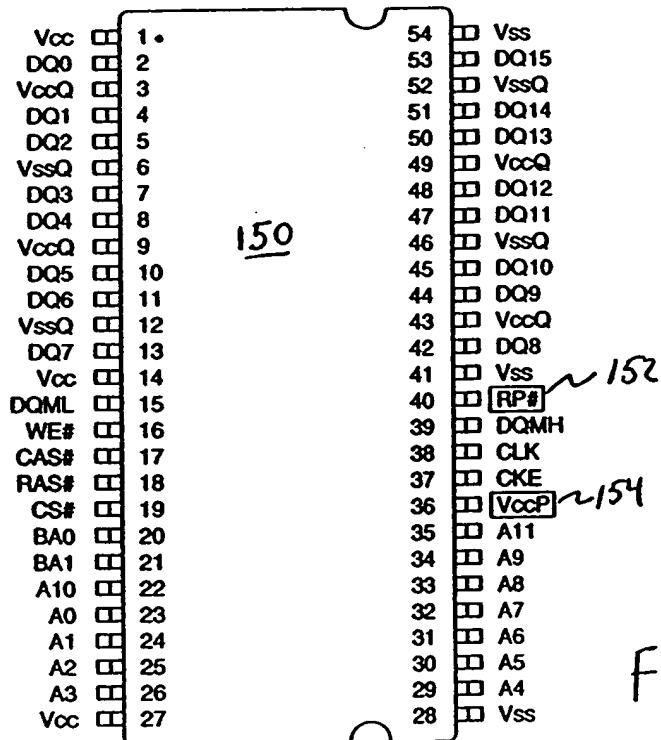 Vcc 1 54 Vss
DQ0 2 53 DQ15
VccQ 3 52 VssQ
DQ1 4 51 DQ14
DQ2 5 50 DQ13
VssQ 6 49 VccQ
DQ3 7 48 DQ12
DQ4 8 47 DQ11
150
VccQ 9 46 VssQ
DQ5 10 45 DQ10
DQ6 11 44 DQ9
VssQ 12 43 VccQ
DQ7 13 42 DQ8
Vcc 14 41 Vss
DQML 15 40 RP# 152
WE# 16 39 DQMH
CAS# 17 38 CLK
RAS# 18 37 CKE
CS# 19 36 VccP 154
BA0 20 35 A11
BA1 21 34 A9
A10 22 33 A8
A0 23 32 A7
A1 24 31 A6
A2 25 30 A5
A3 26 29 A4
F
Vcc 27 28 Vss